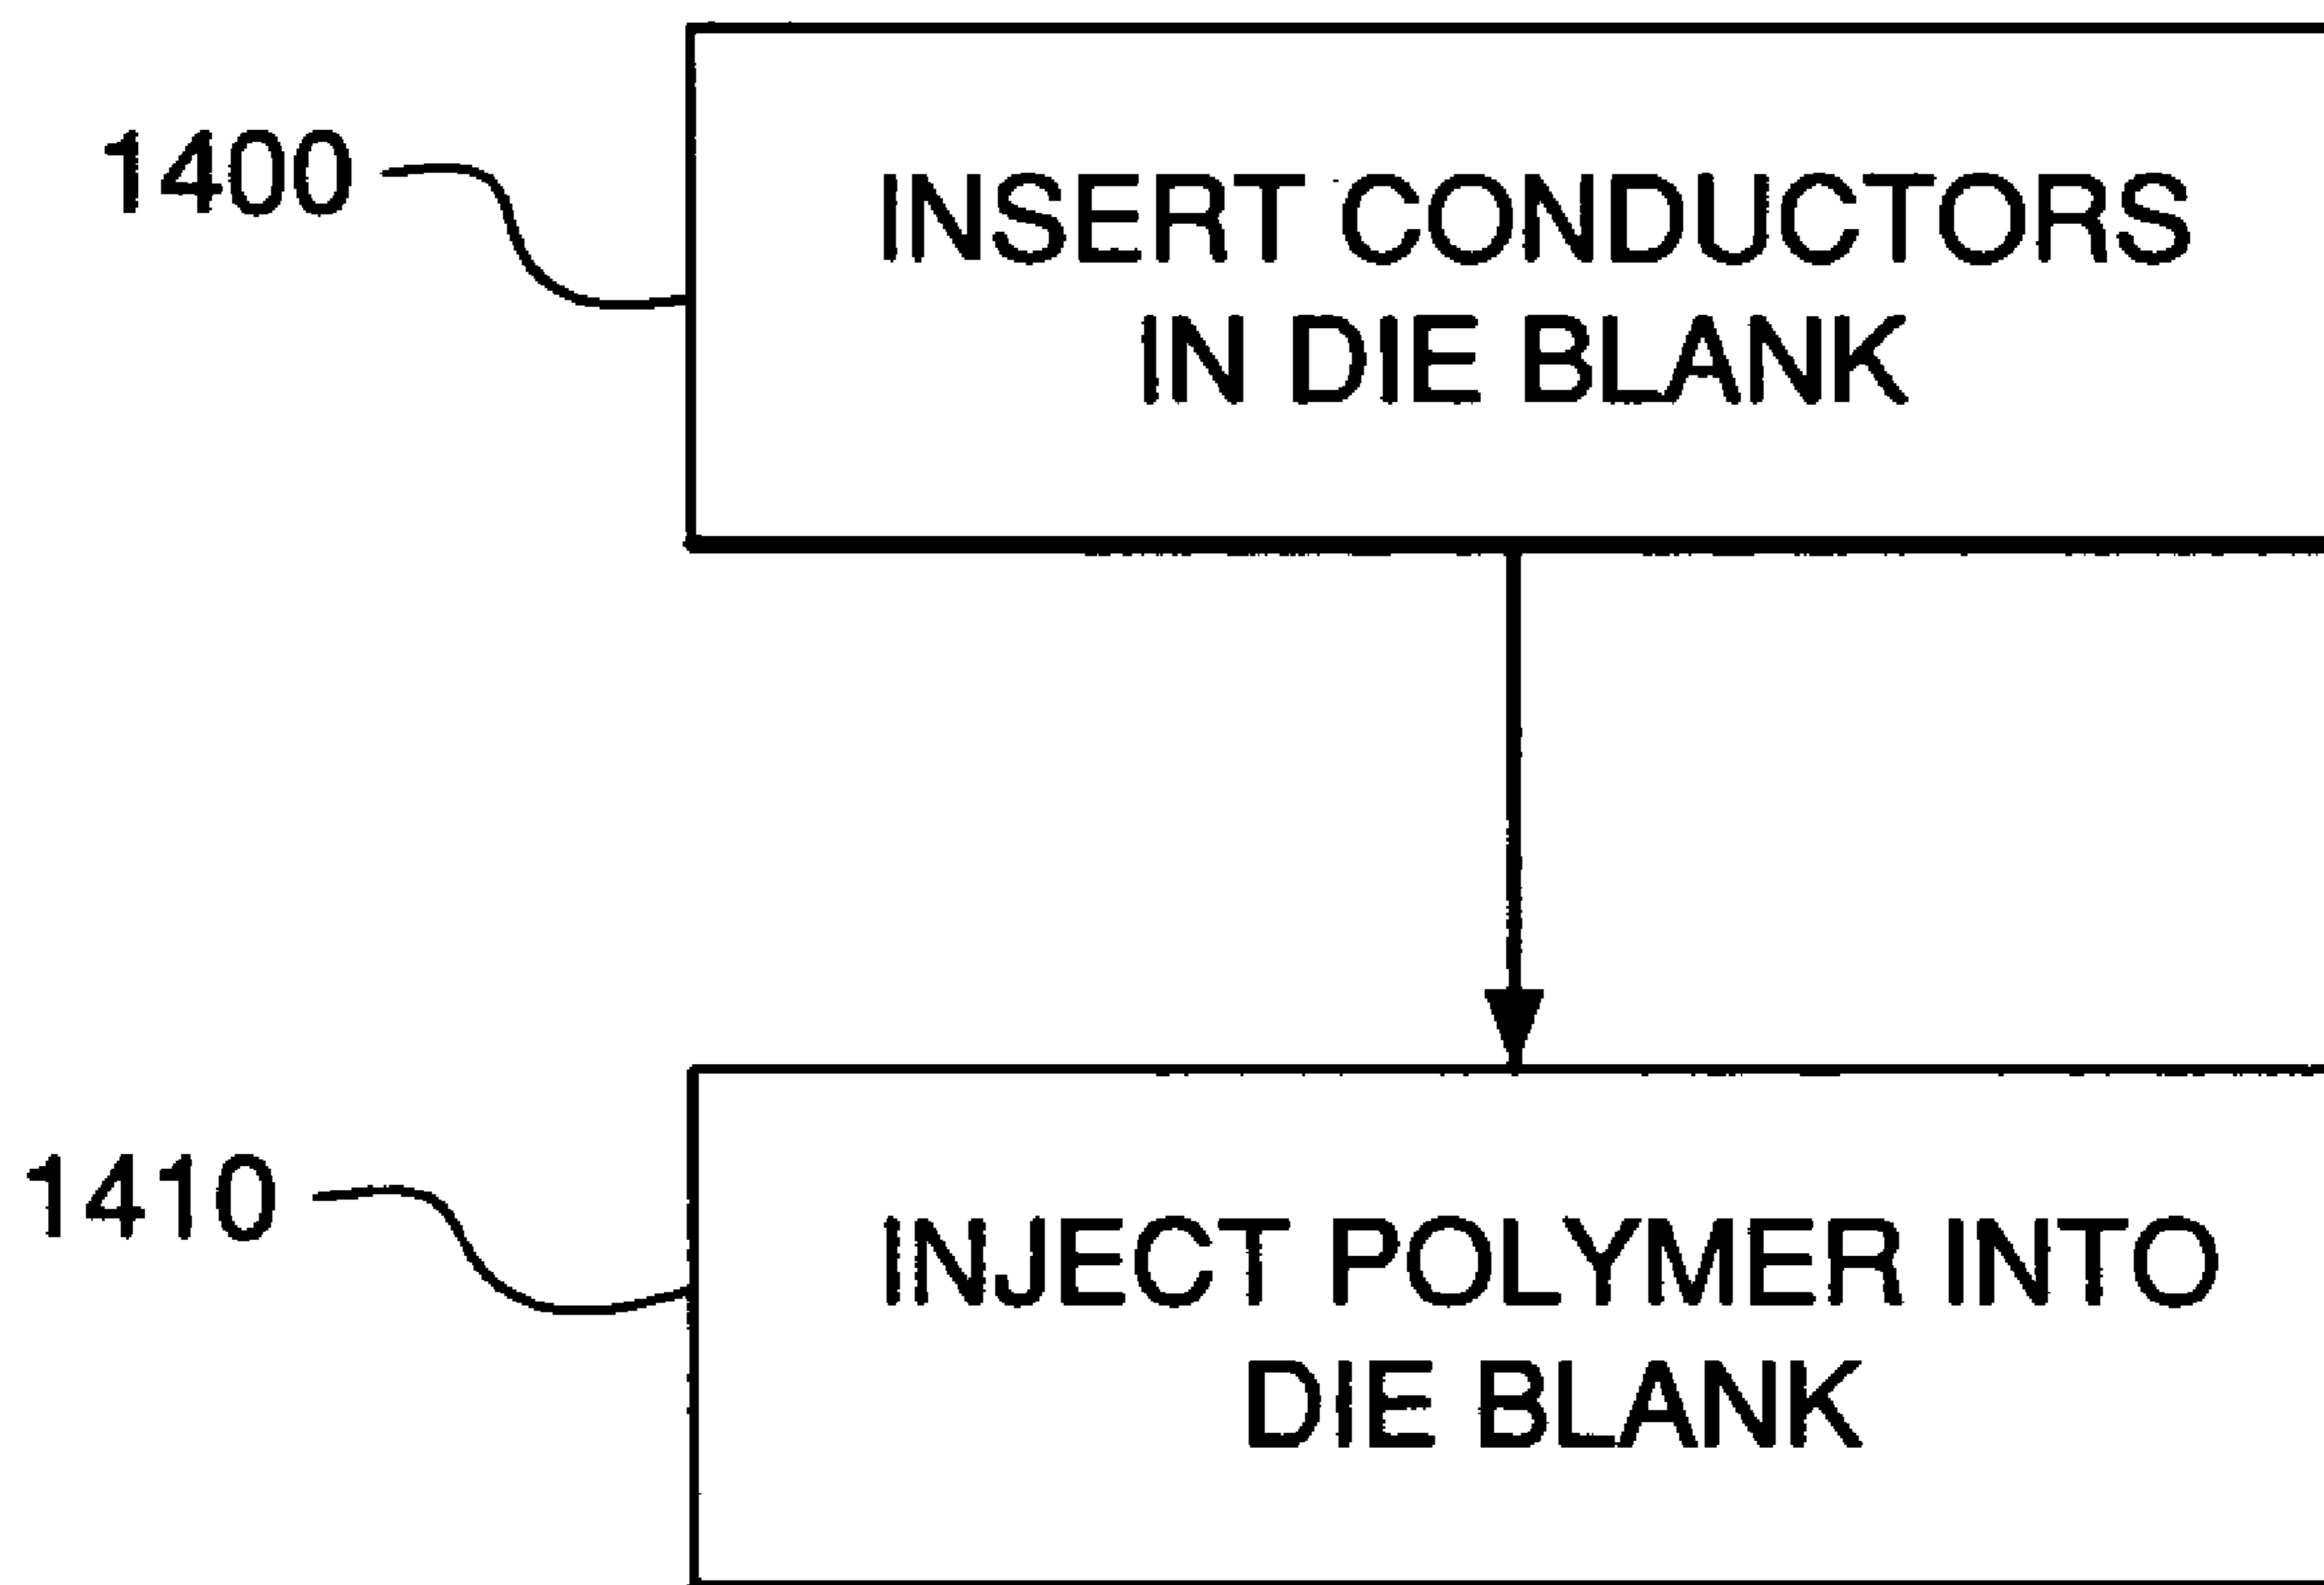 1400
INSERT CONDUCTORS
IN DIE BLANK
1410
INJECT POLYMER INTO
DIE BLANK